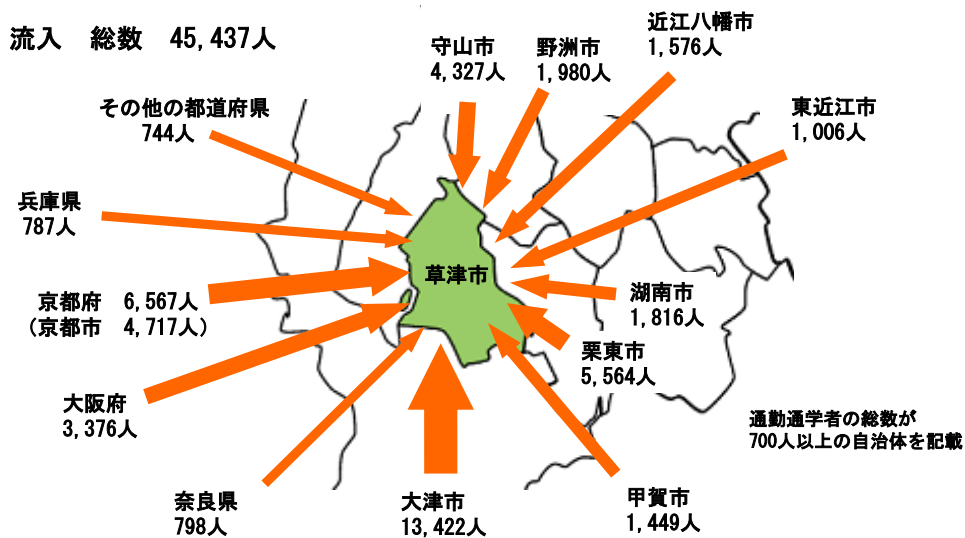 流入　総数　45,437人
守山市
4,327人
野洲市
1,980人
近江八幡市
1,576人
東近江市
1,006人
その他の都道府県
744人
兵庫県
787人
京都府　6,567人
（京都市　4,717人）
草津市
湖南市
1,816人
栗東市
5,564人
大阪府
3,376人
通勤通学者の総数が
700人以上の自治体を記載
奈良県
798人
大津市
13,422人
甲賀市
1,449人